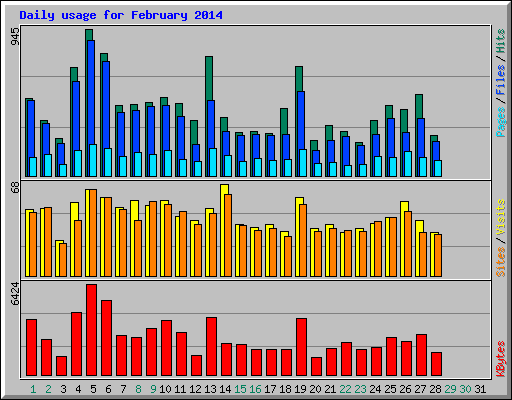 Daily usage for February 2014
945
68
6424
Pages/Files/Hits
Sites/Visits
KBytes
1 2 3 4 5 6 7 8 9 10 11 12 13 14 15 16 17 18 19 20 21 22 23 24 25 26 27 28 29 30 31